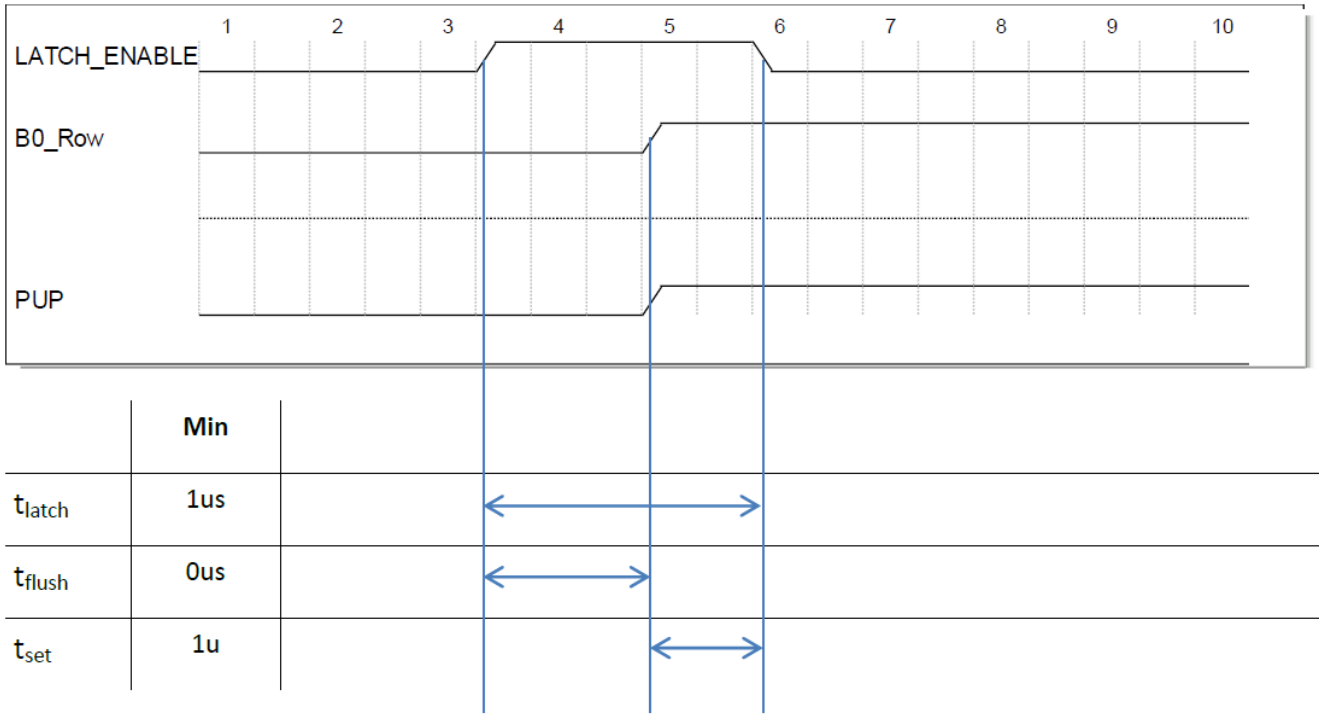 1 2 3 4 5 6 7 8 9 10
LATCH_ENABLE
B0_Row
PUP
Min
tlatch 1us
tflush 0us
tset 1u